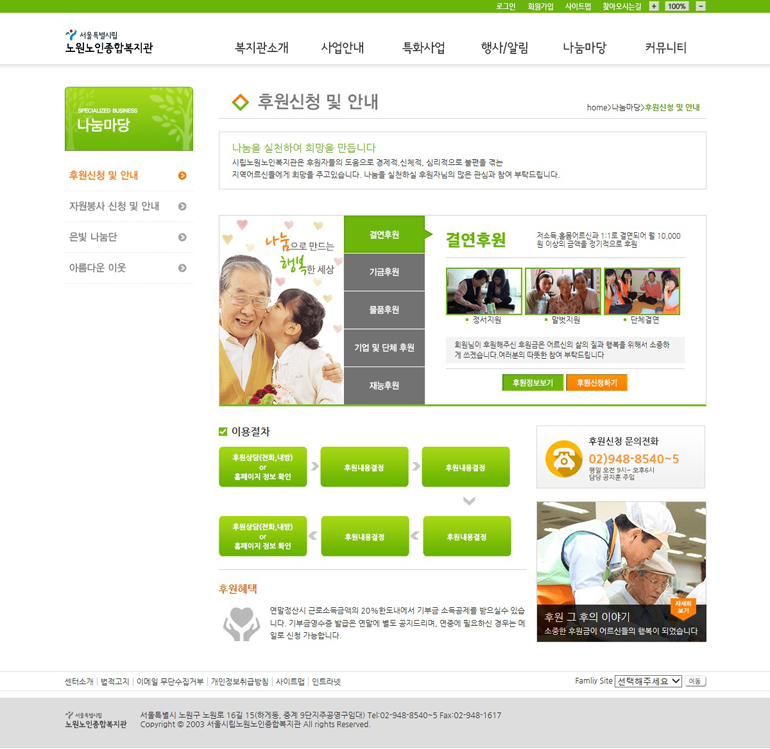 로그인 회원가입 사이트맵 찾아오시는길 + 100% -
서울특별시립
노원노인종합복지관
복지관소개 사업안내 특화사업 행사/알림 나눔마당 커뮤니티
SPECIALIZED BUSINESS
나눔마당
후원신청 및 안내
자원봉사 신청 및 안내
은빛 나눔단
아름다운 이웃
후원신청 및 안내
home>나눔마당>후원신청 및 안내
나눔을 실천하여 희망을 만듭니다
시립노원노인복지관은 후원자들의 도움으로 경제적,신체적, 심리적으로 불편을 겪는
지역어르신들에게 희망을 주고있습니다. 나눔을 실천하실 후원자님의 많은 관심과 참여 부탁드립니다.
나눔으로 만드는
행복한 세상
결연후원
기금후원
물품후원
기업 및 단체 후원
재능후원
결연후원
저소득,홀몸어르신과 1:1로 결연되어 월 10,000
원 이상의 금액을 정기적으로 후원
정서지원 말벗지원 단체결연
회원님이 후원해주신 후원금은 어르신의 삶의 질과 행복을 위해서 소중하
게 쓰겠습니다.여러분의 따뜻한 참여 부탁드립니다
후원정보보기 후원신청하기
이용절차
후원상담(전화,내방)
or
홈페이지 정보 확인
후원내용결정
후원내용결정
후원상담(전화,내방)
or
홈페이지 정보 확인
후원내용결정
후원내용결정
후원신청 문의전화
02)948-8540~5
평일 오전 9시~ 오후6시
담당 공지훈 주임
후원혜택
연말정산시 근로소득금액의 20%한도내에서 기부금 소득공제를 받으실수 있습
니다. 기부금영수증 발급은 연말에 별도 공지드리며, 연중에 필요하신 경우는 메
일로 신청 가능합니다.
자세히
보기
후원 그 후의 이야기
소중한 후원금이 어르신들의 행복이 되었습니다
센터소개 | 법적고지 | 이메일 무단수집거부 | 개인정보취급방침 | 사이트맵 | 인트라넷
Famliy Site 선택해주세요 이동
서울특별시립
노원노인종합복지관
서울특별시 노원구 노원로 16길 15(하계동, 중계 9단지주공영구임대) Tel:02-948-8540~5 Fax:02-948-1617
Copyright © 2003 서울시립노원노인종합복지관 All rights Reserved.